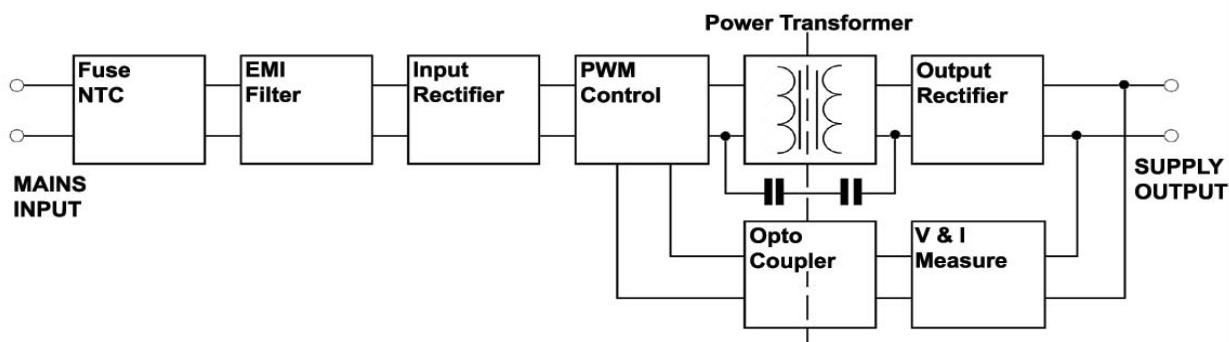 Power Transformer
Fuse
NTC
EMI
Filter
Input
Rectifier
PWM
Control
Output
Rectifier
MAINS
INPUT
SUPPLY
OUTPUT
Opto
Coupler
V & I
Measure